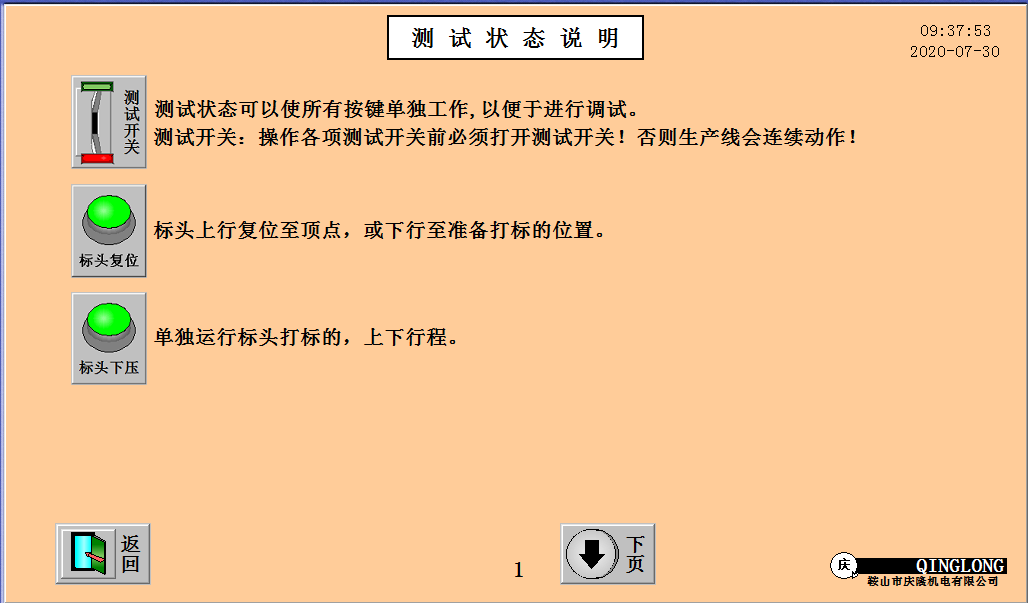 测试状态说明
09:37:53
2020-07-30
测试开关
测试状态可以使所有按键单独工作,以便于进行调试。
测试开关：操作各项测试开关前必须打开测试开关！否则生产线会连续动作！
标头复位
标头上行复位至顶点，或下行至准备打标的位置。
标头下压
单独运行标头打标的，上下行程。
返回
1
下页
庆
QINGLONG
鞍山市庆隆机电有限公司